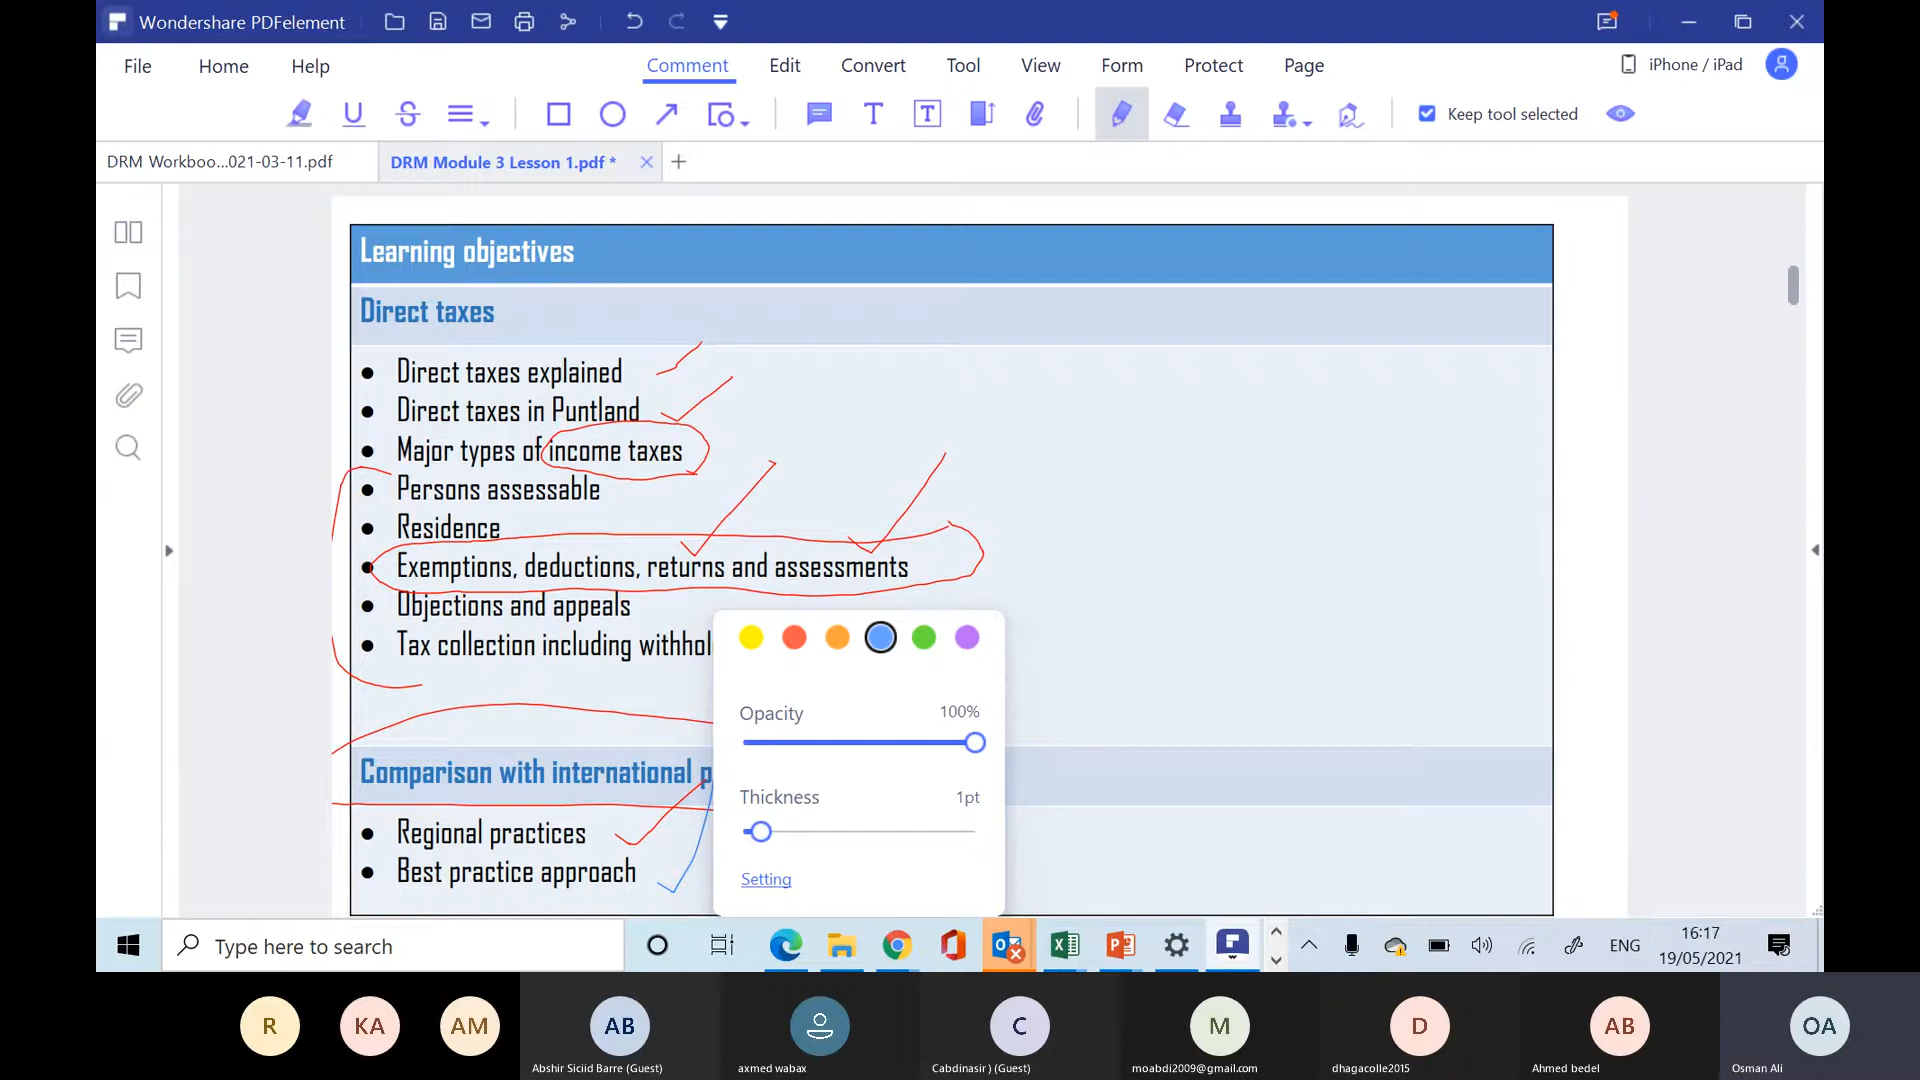 Wondershare PDFelement
File Home Help Comment Edit Convert Tool View Form Protect Page iPhone / iPad
Keep tool selected
DRM Workboo...021-03-11.pdf DRM Module 3 Lesson 1.pdf *
Learning objectives
Direct taxes
• Direct taxes explained
• Direct taxes in Puntland
• Major types of income taxes
• Persons assessable
• Residence
• Exemptions, deductions, returns and assessments
• Objections and appeals
• Tax collection including withhol
Opacity 100%
Comparison with international p
Thickness 1pt
• Regional practices
• Best practice approach
Setting
Type here to search
ENG
16:17
19/05/2021
R KA AM AB C M D AB OA
Abshir Siciid Barre (Guest) axmed wabax Cabdinasir ) (Guest) moabdi2009@gmail.com dhagacolle2015 Ahmed bedel Osman Ali